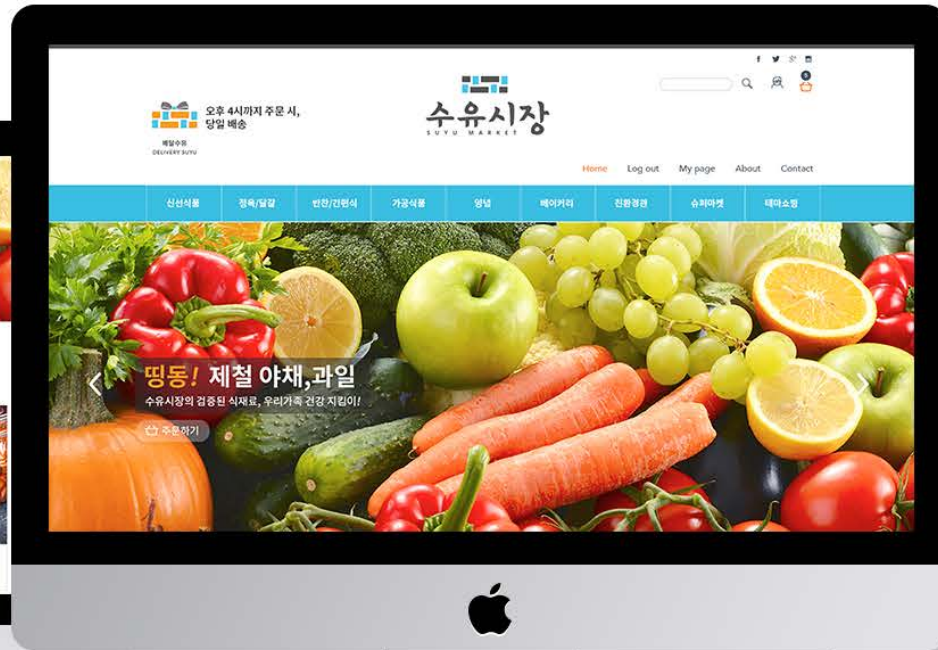 오후 4시까지 주문 시,
당일 배송
배달수유
DELIVERY SUYU
수유시장
SUYU MARKET
Home Log out My page About Contact
신선식품 정육/달걀 반찬/간편식 가공식품 양념 베이커리 친환경관 슈퍼마켓 테마쇼핑
띵동! 제철 야채,과일
수유시장의 검증된 식재료, 우리가족 건강 지킴이!
주문하기